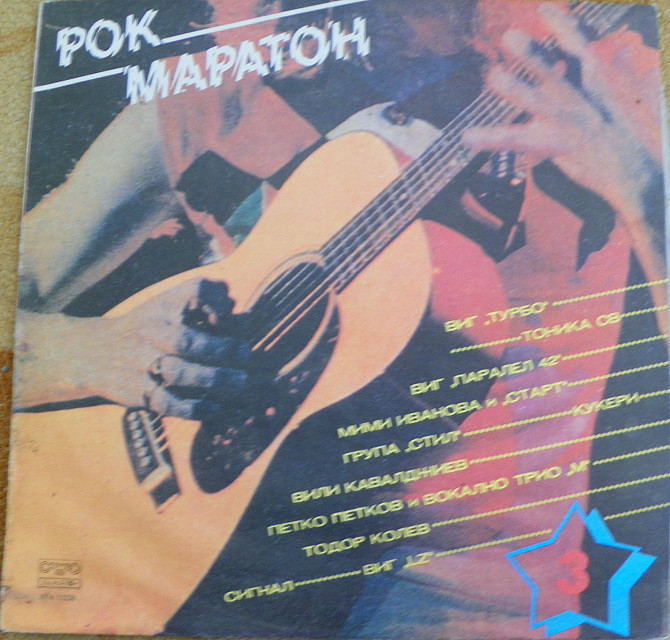 РОК
МАРАТОН
ВИГ „ТУРБО"
ТОНИКА СВ
ВИГ „ПАРАЛЕЛ 42"
МИМИ ИВАНОВА и „СТАРТ"
ГРУПА „СТИЛ" КУКЕРИ
ВИЛИ КАВАЛДЖИЕВ
ПЕТКО ПЕТКОВ и ВОКАЛНО ТРИО „М"
ТОДОР КОЛЕВ
СИГНАЛ ВИГ „LZ"
3